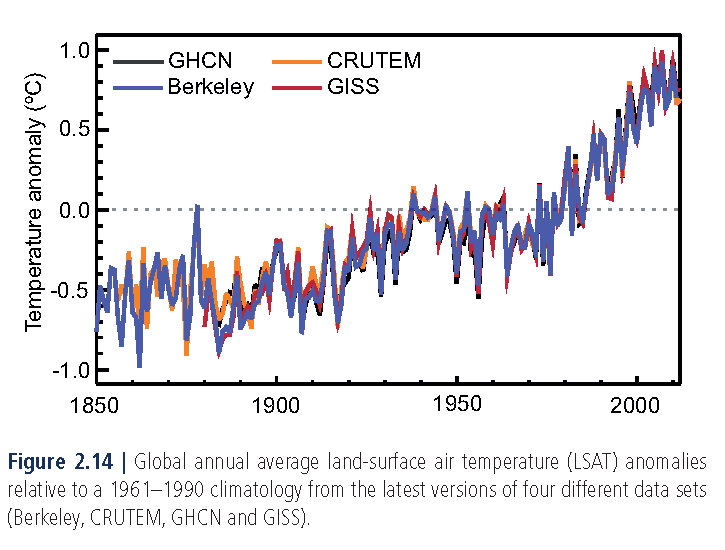 1.0
GHCN CRUTEM
Berkeley GISS
0.5
0.0
-0.5
-1.0
Temperature anomaly (ºC)
1850 1900 1950 2000
Figure 2.14 | Global annual average land-surface air temperature (LSAT) anomalies
relative to a 1961–1990 climatology from the latest versions of four different data sets
(Berkeley, CRUTEM, GHCN and GISS).